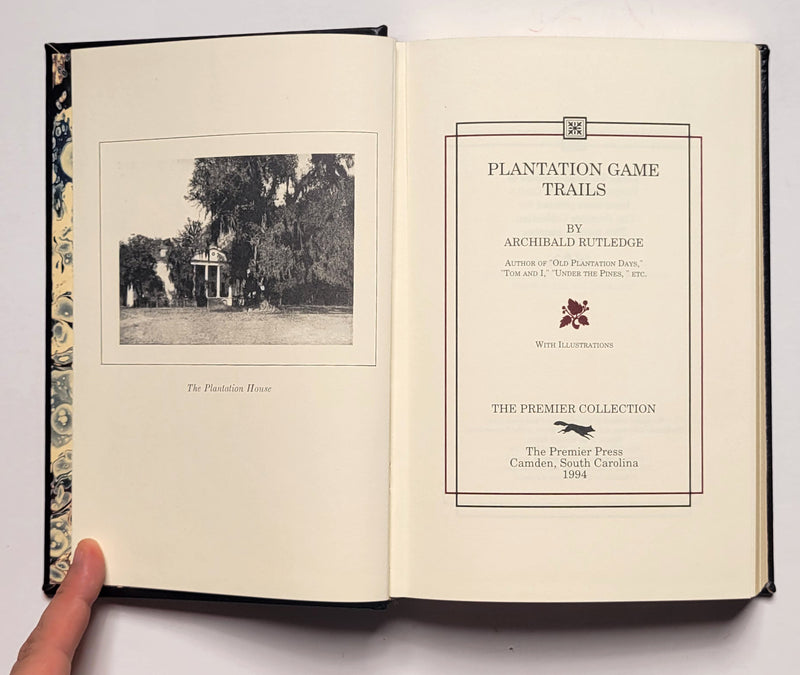 The Plantation House
PLANTATION GAME
TRAILS
BY
ARCHIBALD RUTLEDGE
Author of "Old Plantation Days,"
"Tom and I," "Under the Pines, " etc.
With Illustrations
THE PREMIER COLLECTION
The Premier Press
Camden, South Carolina
1994